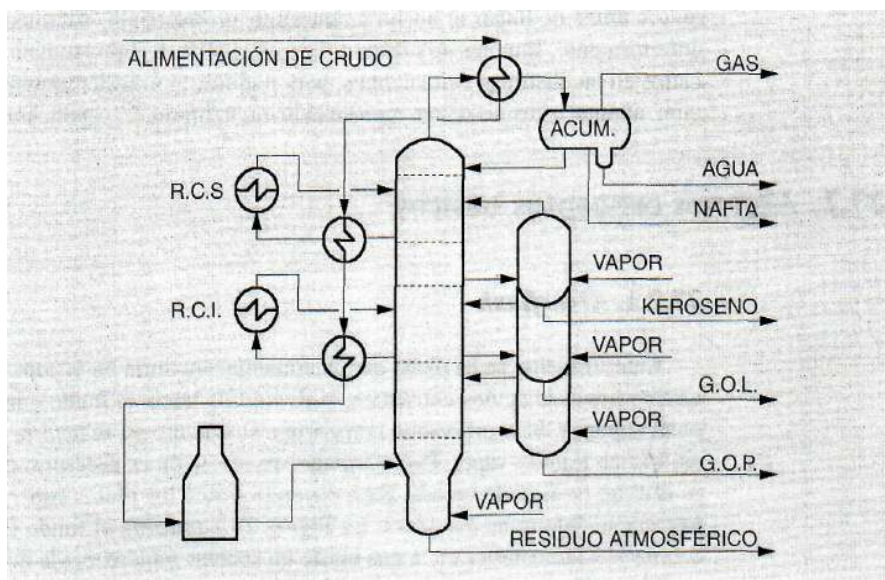 ALIMENTACIÓN DE CRUDO
GAS
ACUM.
AGUA
R.C.S
NAFTA
VAPOR
R.C.I.
KEROSENO
VAPOR
G.O.L.
VAPOR
G.O.P.
VAPOR
RESIDUO ATMOSFÉRICO